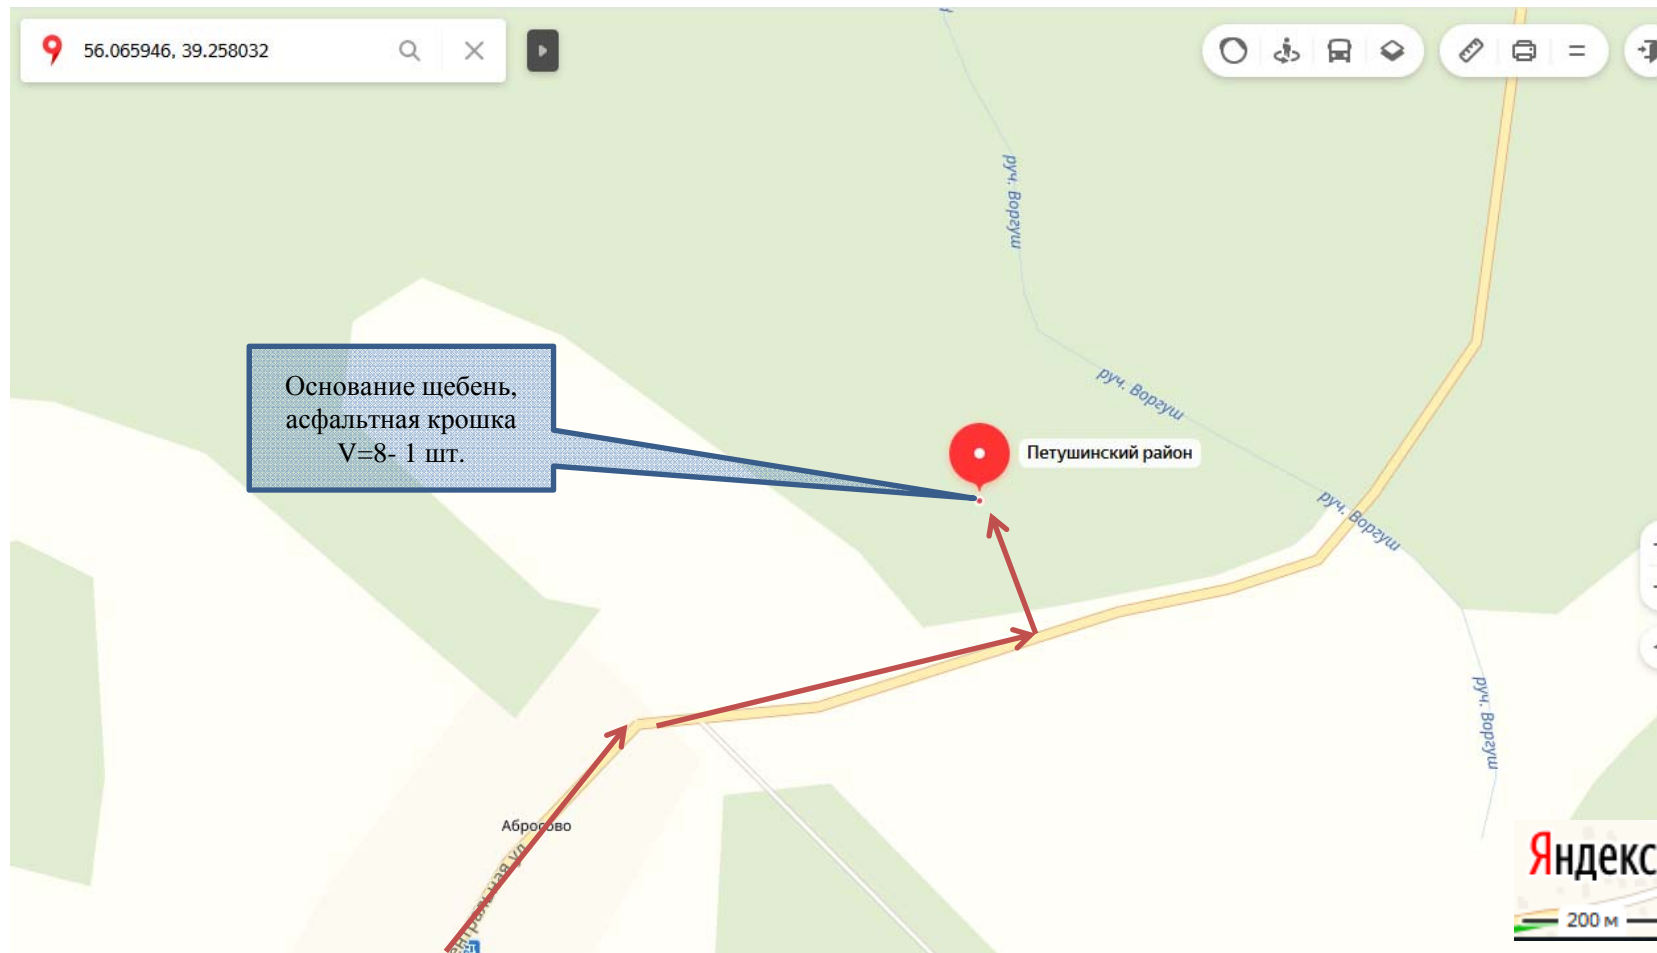 56.065946, 39.258032
руч. Воргуш
Основание щебень,
асфальтная крошка
V=8- 1 шт.
руч. Воргуш
Петушинский район
руч. Воргуш
руч. Воргуш
Абросово
Яндекс
200 м